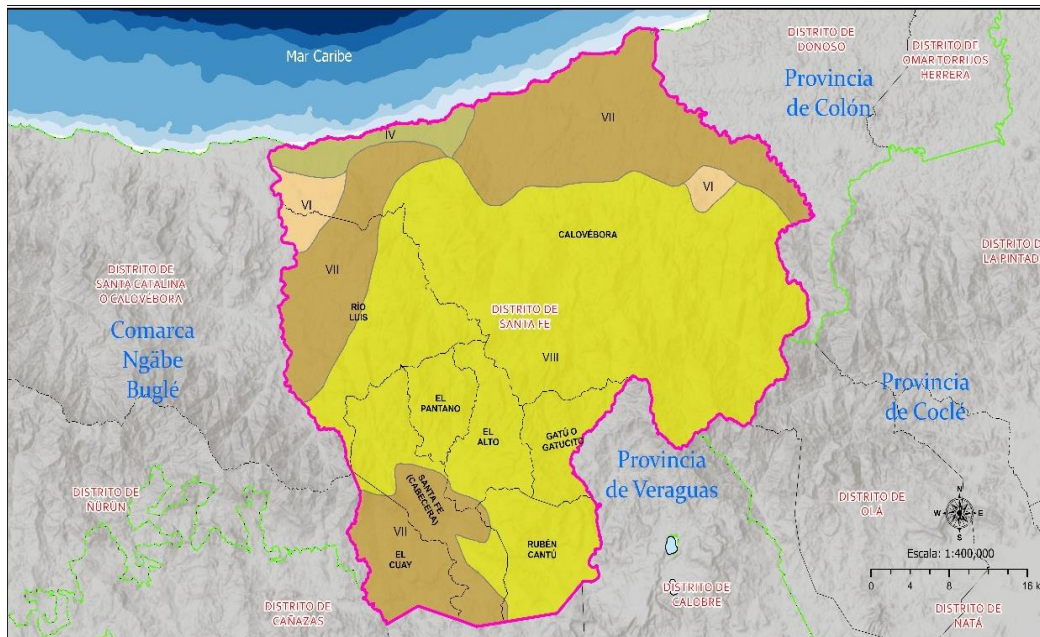 Mar Caribe
DISTRITO DE
DONOSO
DISTRITO DE
OMAR TORRIJOS
HERRERA
Provincia
de Colón
VII
IV
VI
VI
CALOVÉBORA
DISTRITO DE
SANTA CATALINA
O CALOVÉBORA
VII
RÍO
LUIS
DISTRITO DE
SANTA FE
DISTRITO D
LA PINTAD
Comarca
Ngäbe
Buglé
VIII
EL
PANTANO
EL
ALTO
GATÚ O
GATUCITO
Provincia
de Coclé
Provincia
de Veraguas
DISTRITO DE
ÑÜRÜN
SANTA FE
(CABECERA)
VII
EL
CUAY
RUBÉN
CANTÚ
DISTRITO DE
OLÁ
N
W E
S
Escala: 1:400,000
0 4 8 16 k
DISTRITO DE
CAÑAZAS
DISTRITO DE
CALOBRE
DISTRITO DE
NATÁ